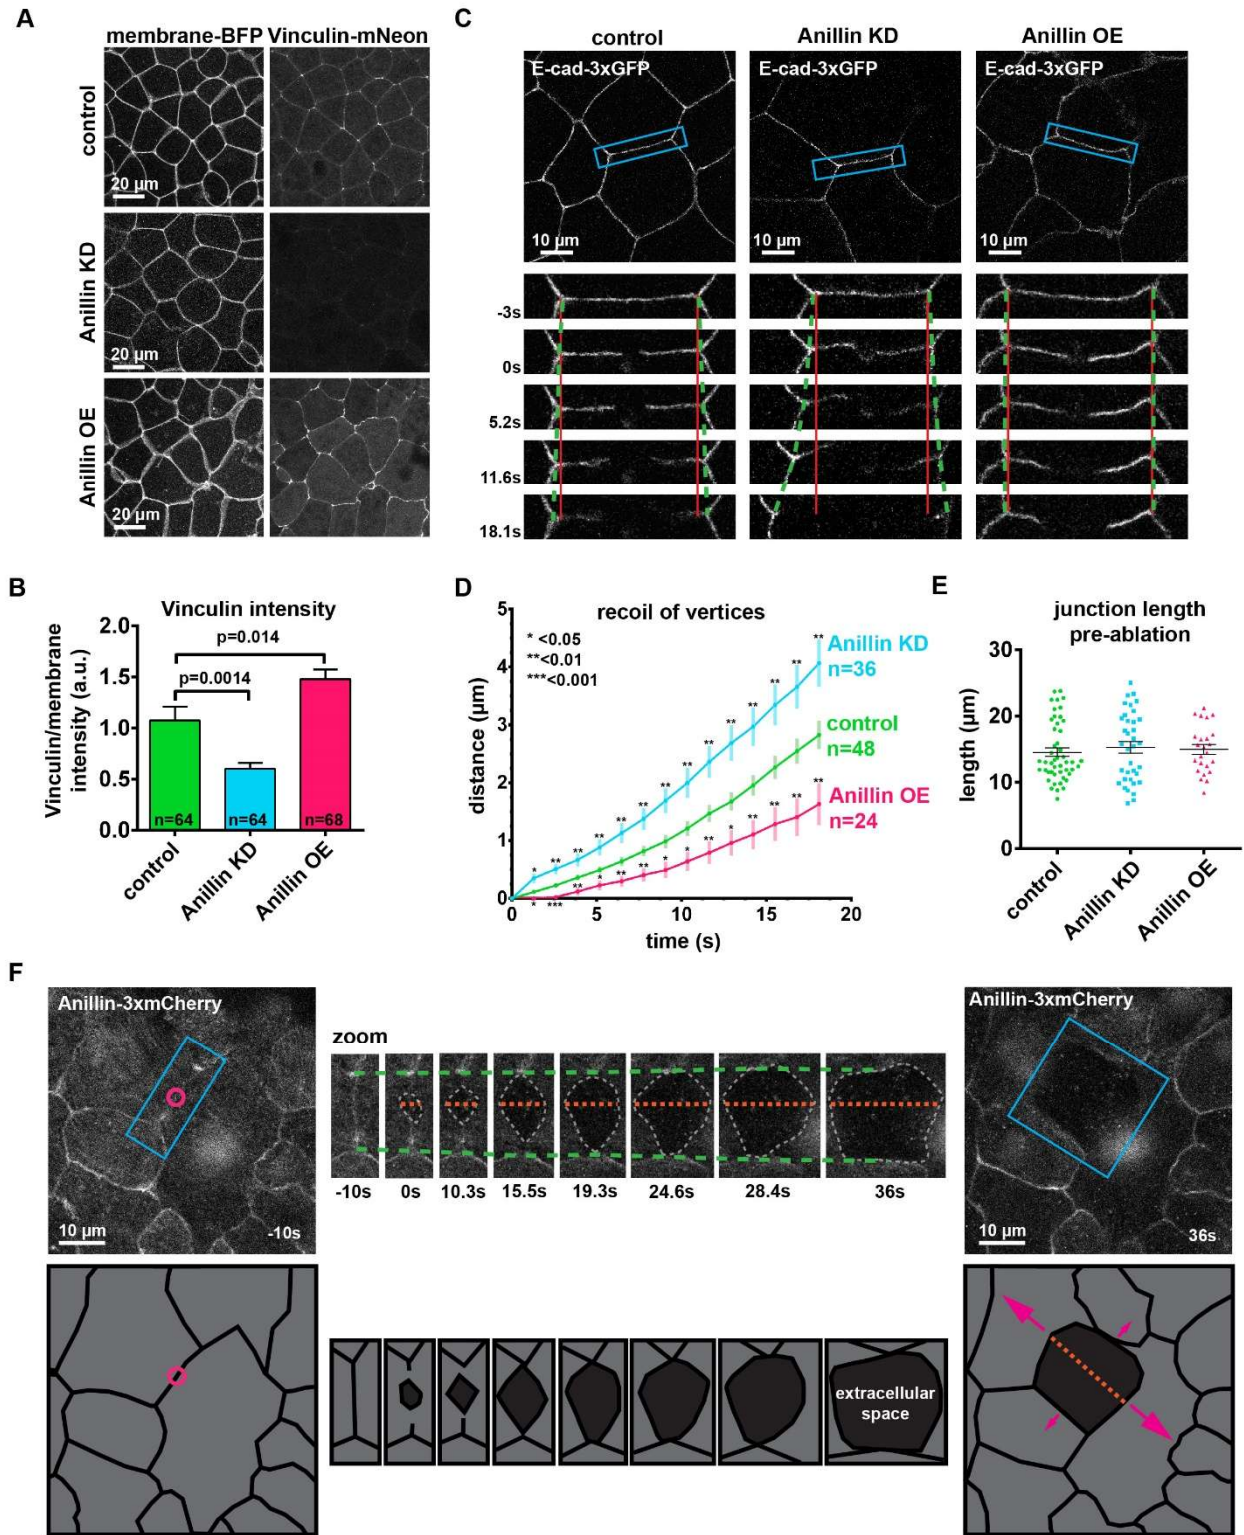 A
membrane-BFP Vinculin-mNeon
control
20 µm
Anillin KD
20 µm
Anillin OE
20 µm
C
control
Anillin KD
Anillin OE
E-cad-3xGFP
E-cad-3xGFP
E-cad-3xGFP
10 µm
10 µm
10 µm
-3s
0s
5.2s
11.6s
18.1s
B
Vinculin intensity
Vinculin/membrane
intensity (a.u.)
2.0
1.5
1.0
0.5
0.0
p=0.014
p=0.0014
n=64
n=64
n=68
control
Anillin KD
Anillin OE
D
recoil of vertices
distance (µm)
5
4
3
2
1
0
* <0.05
**<0.01
***<0.001
Anillin KD
n=36
control
n=48
Anillin OE
n=24
** ** ** ** ** ** ** ** ** ** ** ** ** *
* *** ** * ** ** * * ** * ** ** ** **
0 5 10 15 20
time (s)
E
junction length
pre-ablation
length (µm)
30
20
10
0
control
Anillin KD
Anillin OE
F
Anillin-3xmCherry
10 µm
-10s
zoom
-10s 0s 10.3s 15.5s 19.3s 24.6s 28.4s 36s
Anillin-3xmCherry
10 µm
36s
extracellular
space